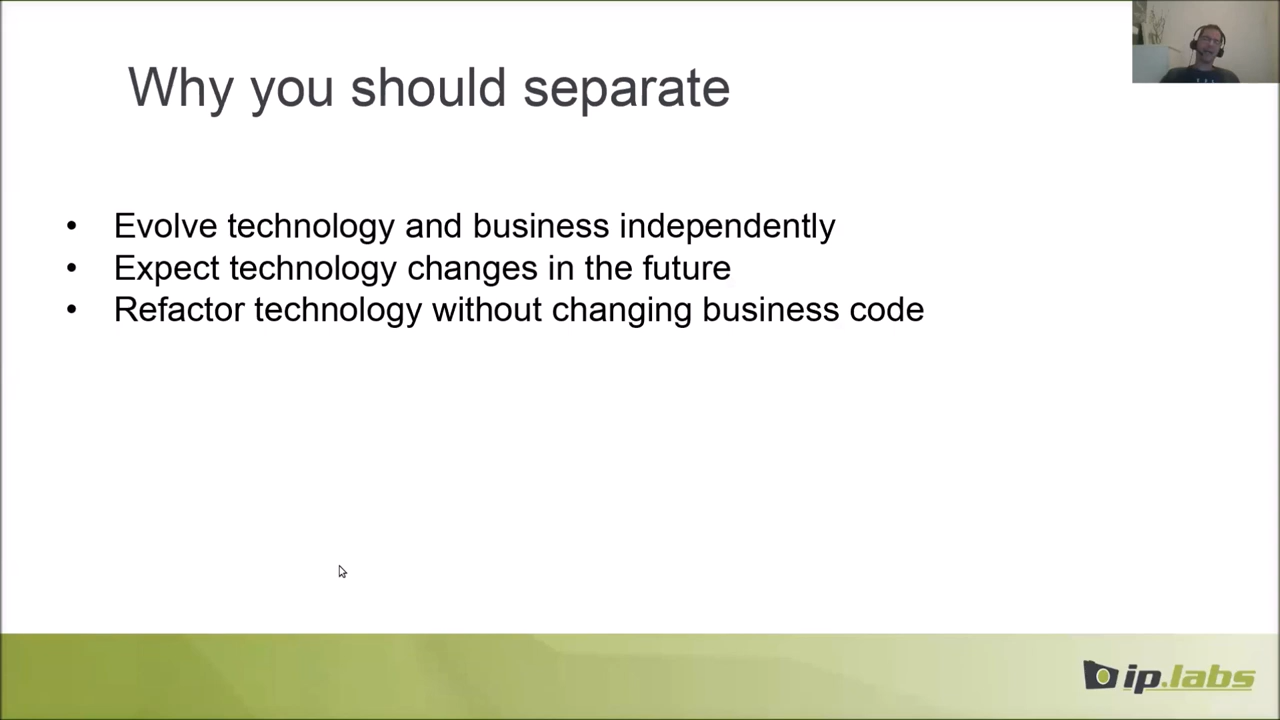 Why you should separate
• Evolve technology and business independently
• Expect technology changes in the future
• Refactor technology without changing business code
ip.labs